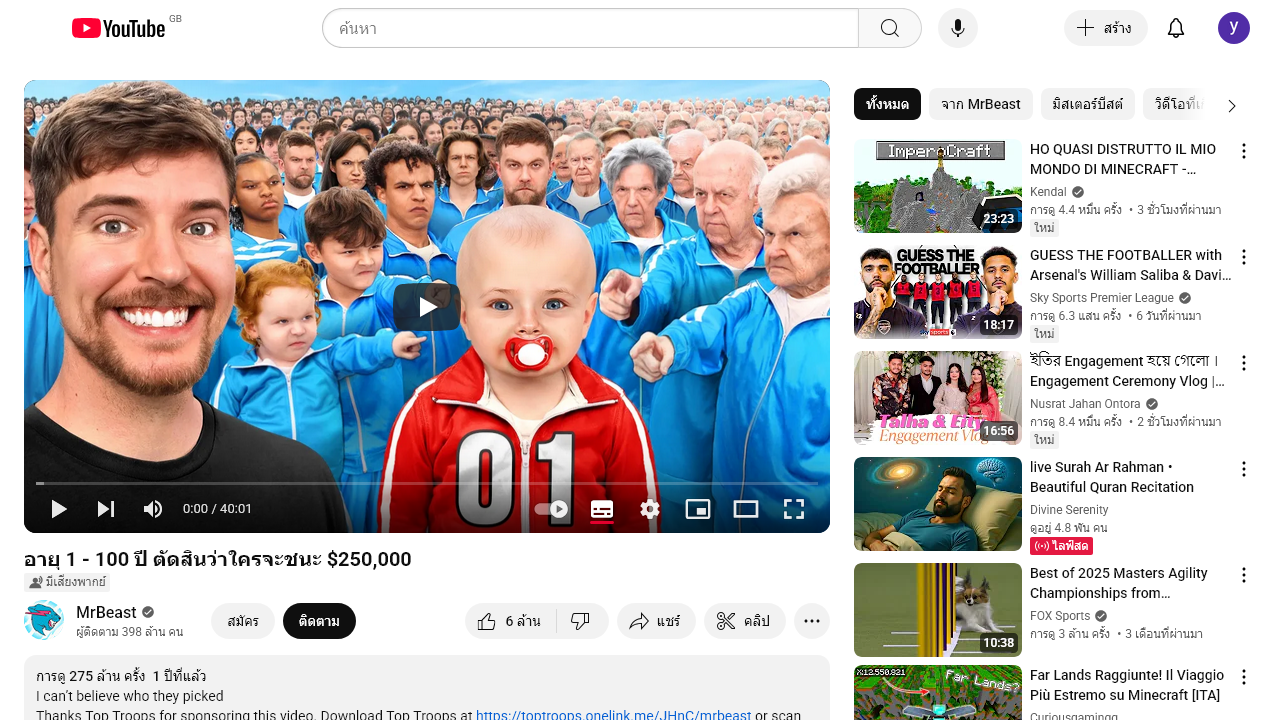 YouTube
GB
ค้นหา
สร้าง
y
01
0:00 / 40:01
อายุ 1 - 100 ปี ตัดสินว่าใครจะชนะ $250,000
มีเสียงพากย์
MrBeast
ผู้ติดตาม 398 ล้าน คน
สมัคร
ติดตาม
6 ล้าน
แชร์
คลิป
การดู 275 ล้าน ครั้ง 1 ปีที่แล้ว
I can't believe who they picked
Thanks Top Troops for sponsoring this video. Download Top Troops at https://toptroops.onelink.me/JHnC/mrbeast or scan
ทั้งหมด
จาก MrBeast
มิสเตอร์บีสต์
ImperoCraft
23:23
HO QUASI DISTRUTTO IL MIO
MONDO DI MINECRAFT -...
Kendal
การดู 4.4 หมื่น ครั้ง • 3 ชั่วโมงที่ผ่านมา
ใหม่
GUESS THE
FOOTBALLER
sky sports
18:17
GUESS THE FOOTBALLER with
Arsenal's William Saliba & Davi...
Sky Sports Premier League
การดู 6.3 แสน ครั้ง • 6 วันที่ผ่านมา
ใหม่
Talha & Eity
Engagement Vlog
16:56
ইতির Engagement হয়ে গেলো ।
Engagement Ceremony Vlog |...
Nusrat Jahan Ontora
การดู 8.4 หมื่น ครั้ง • 2 ชั่วโมงที่ผ่านมา
ใหม่
live Surah Ar Rahman •
Beautiful Quran Recitation
Divine Serenity
ดูอยู่ 4.8 พัน คน
ไลฟ์สด
10:38
Best of 2025 Masters Agility
Championships from...
FOX Sports
การดู 3 ล้าน ครั้ง • 3 เดือนที่ผ่านมา
X:12.550.821
Far Lands?
Far Lands Raggiunte! Il Viaggio
Più Estremo su Minecraft [ITA]
Curiousgamingg